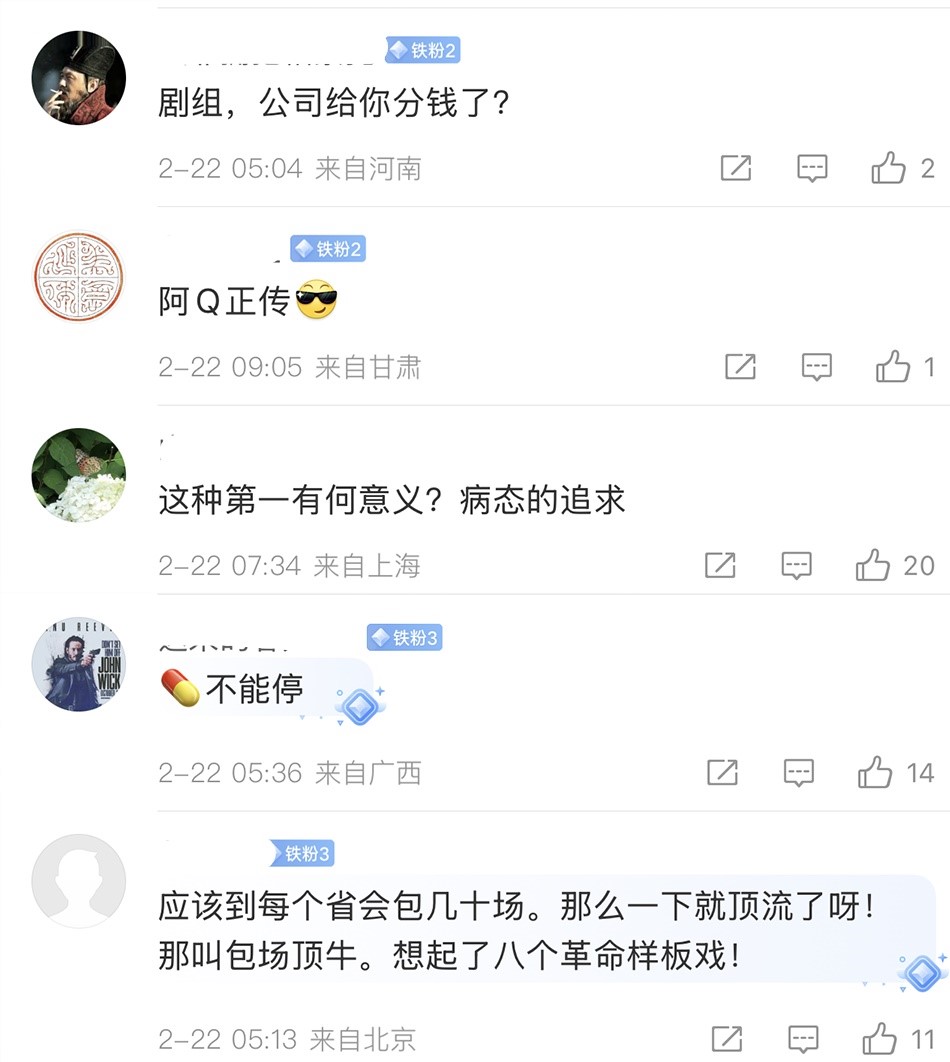 铁粉2
剧组，公司给你分钱了？
2-22 05:04 来自河南
2
铁粉2
阿Q正传😎
2-22 09:05 来自甘肃
1
这种第一有何意义？病态的追求
2-22 07:34 来自上海
20
铁粉3
JOHN
WICK
💊不能停
2-22 05:36 来自广西
14
铁粉3
应该到每个省会包几十场。那么一下就顶流了呀！
那叫包场顶牛。想起了八个革命样板戏！
2-22 05:13 来自北京
11